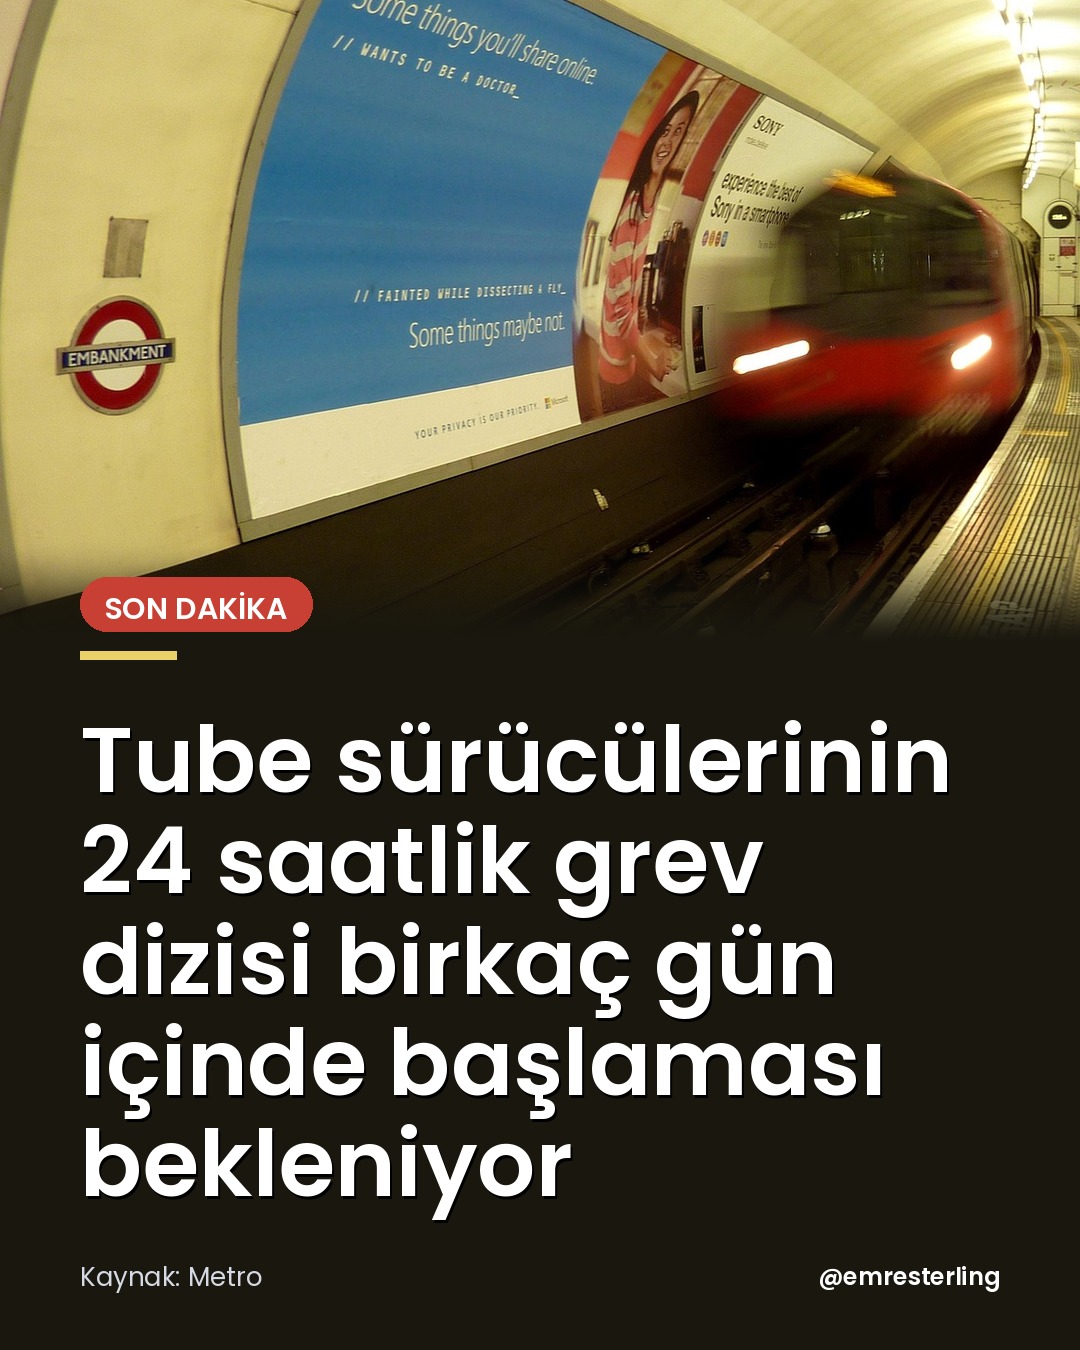 Some things you'll share online.
// WANTS TO BE A DOCTOR_
SONY
experience the best of
Sony in a smartphone
EMBANKMENT
// FAINTED WHILE DISSECTING A FLY_
Some things maybe not.
YOUR PRIVACY IS OUR PRIORITY.
Microsoft
SON DAKİKA
Tube sürücülerinin
24 saatlik grev
dizisi birkaç gün
içinde başlaması
bekleniyor
Kaynak: Metro
@emresterling